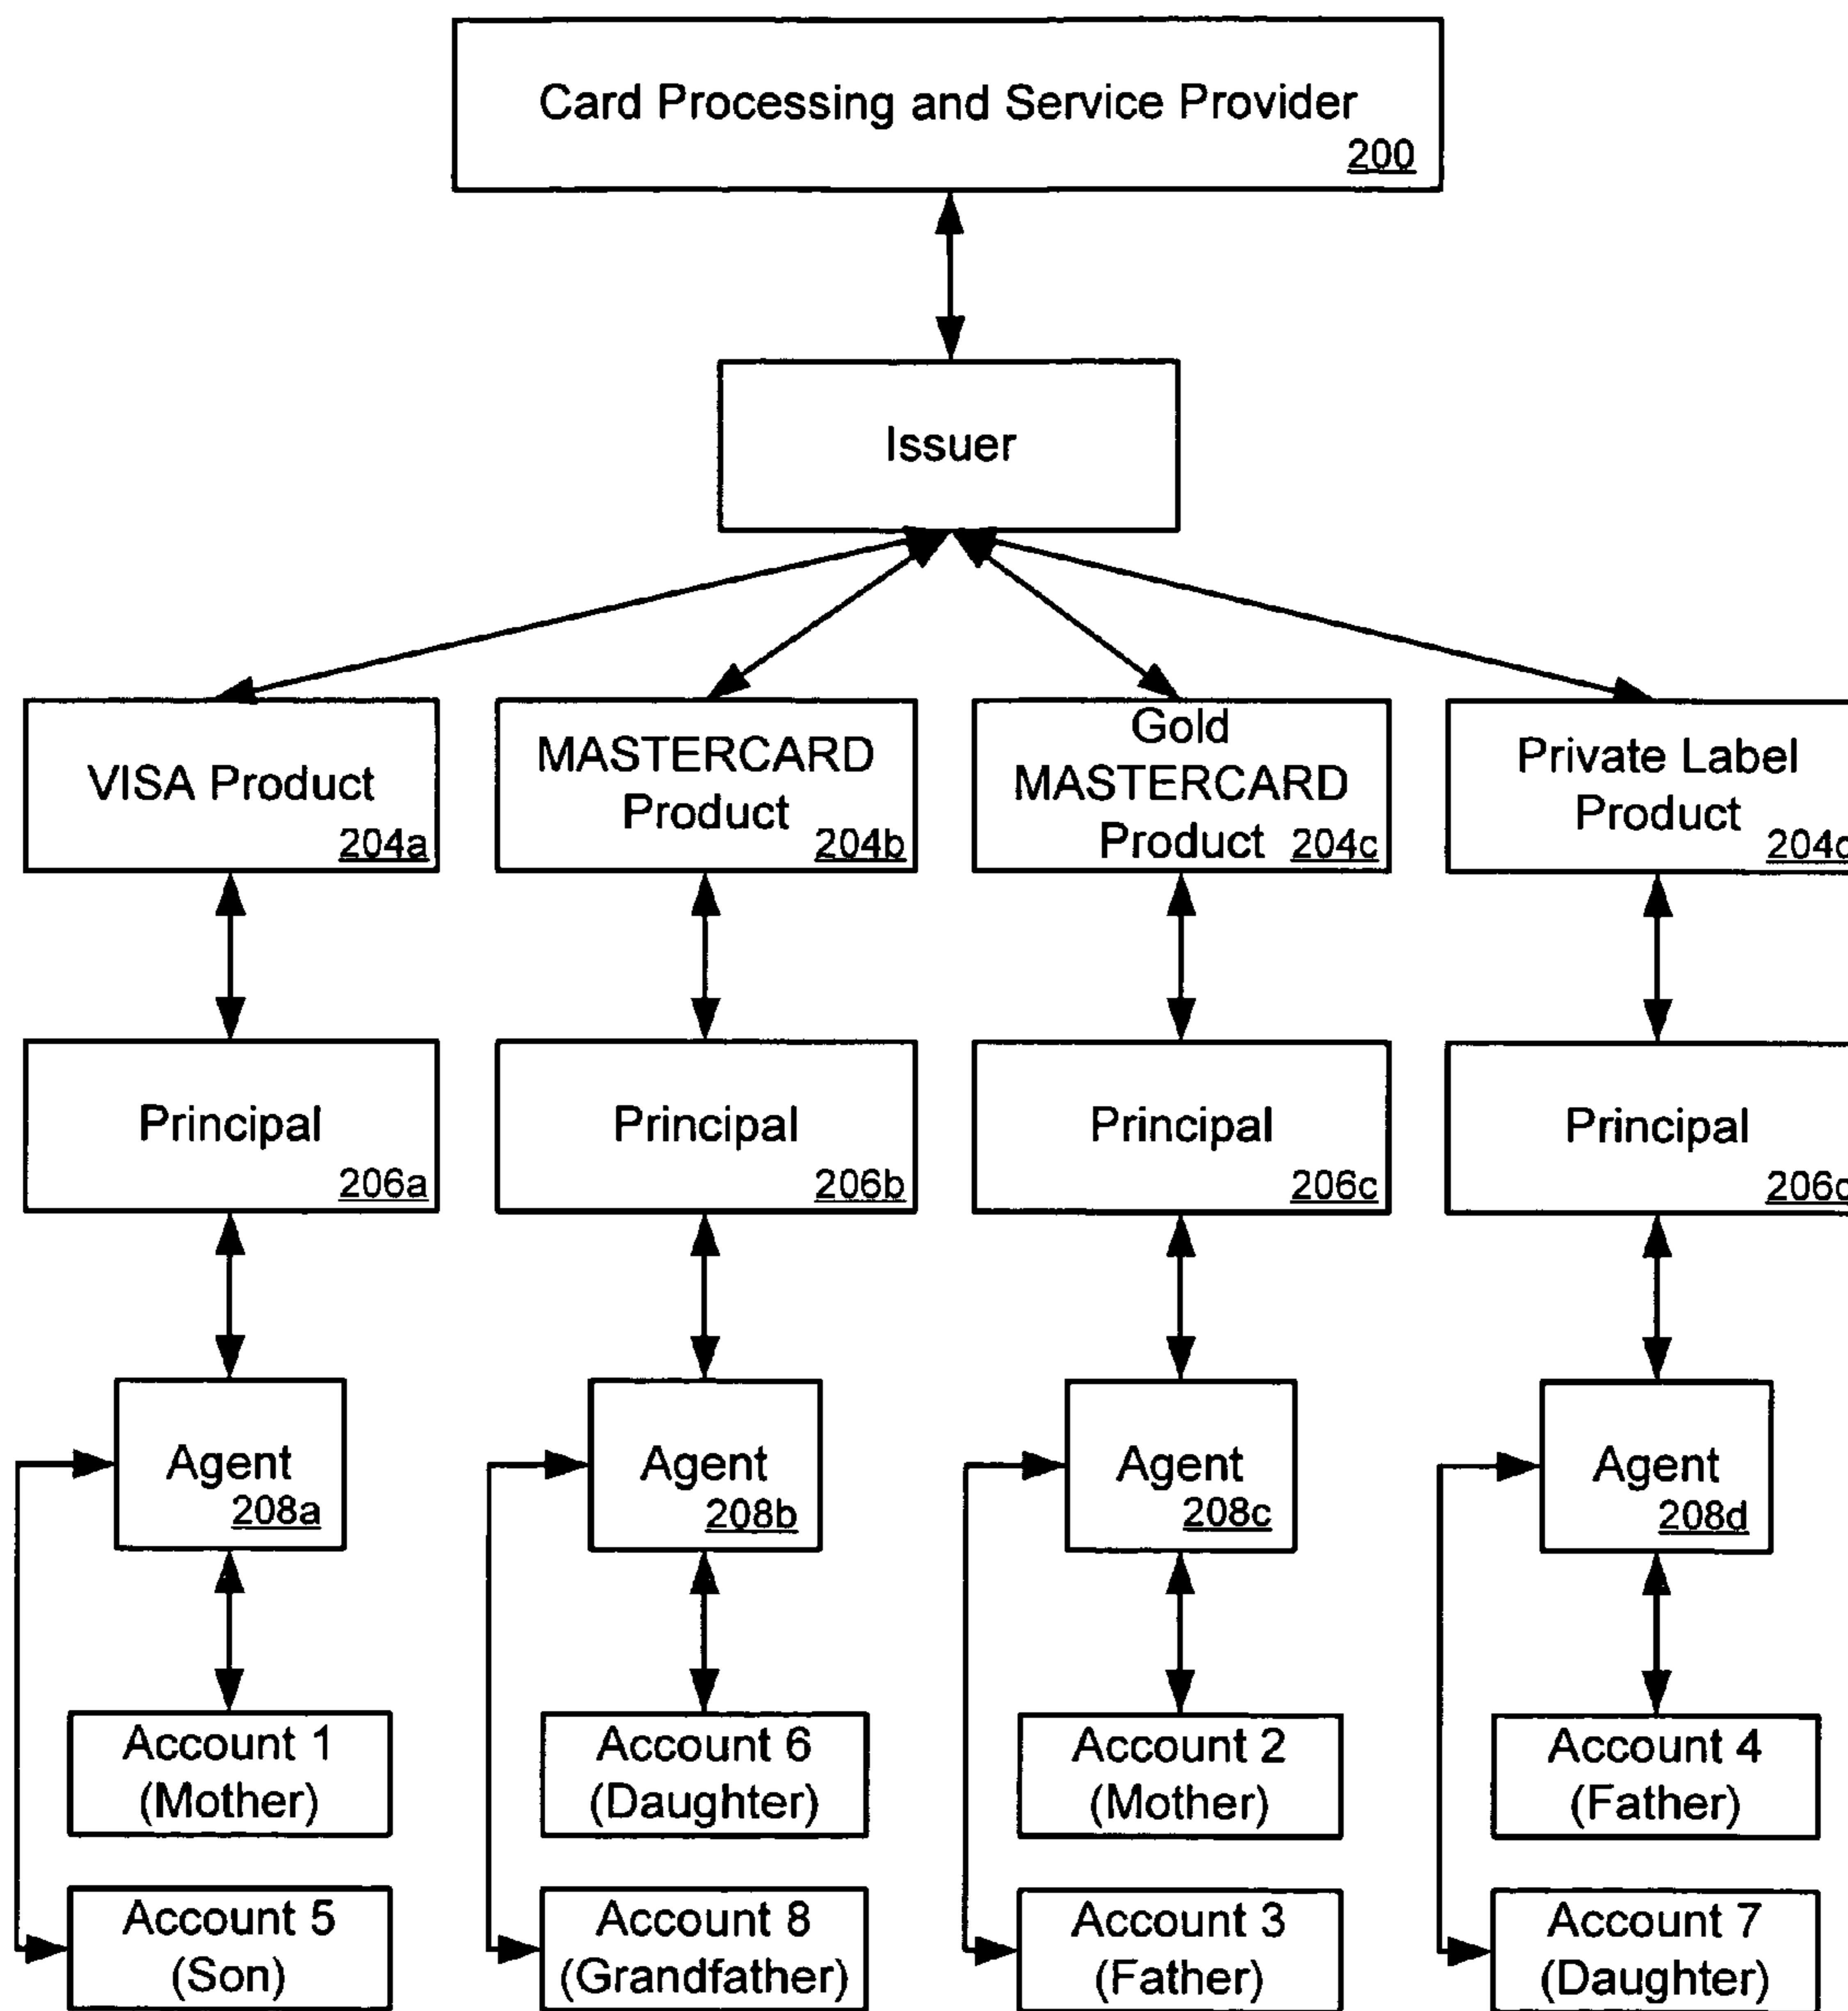 Card Processing and Service Provider
200
Issuer
VISA Product
204a
MASTERCARD
Product
204b
Gold
MASTERCARD
Product 204c
Private Label
Product
204d
Principal
206a
Principal
206b
Principal
206c
Principal
206d
Agent
208a
Agent
208b
Agent
208c
Agent
208d
Account 1
(Mother)
Account 6
(Daughter)
Account 2
(Mother)
Account 4
(Father)
Account 5
(Son)
Account 8
(Grandfather)
Account 3
(Father)
Account 7
(Daughter)